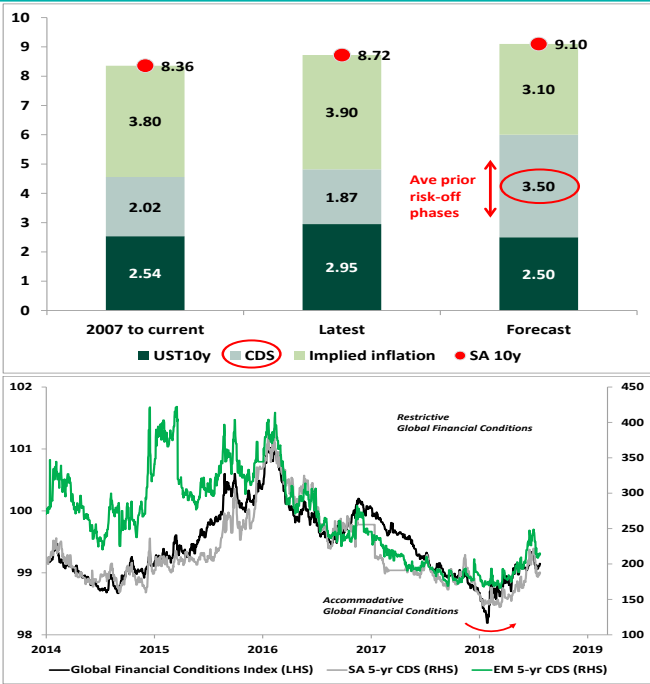 10
9
8
7
6
5
4
3
2
1
0
8.36
8.72
9.10
3.80
3.90
3.10
2.02
1.87
3.50
2.54
2.95
2.50
Ave prior
risk-off
phases
2007 to current
Latest
Forecast
UST10y
CDS
Implied inflation
SA 10y
102
101
100
99
98
450
400
350
300
250
200
150
100
Restrictive
Global Financial Conditions
Accommadative
Global Financial Conditions
2014
2015
2016
2017
2018
2019
Global Financial Conditions Index (LHS)
SA 5-yr CDS (RHS)
EM 5-yr CDS (RHS)